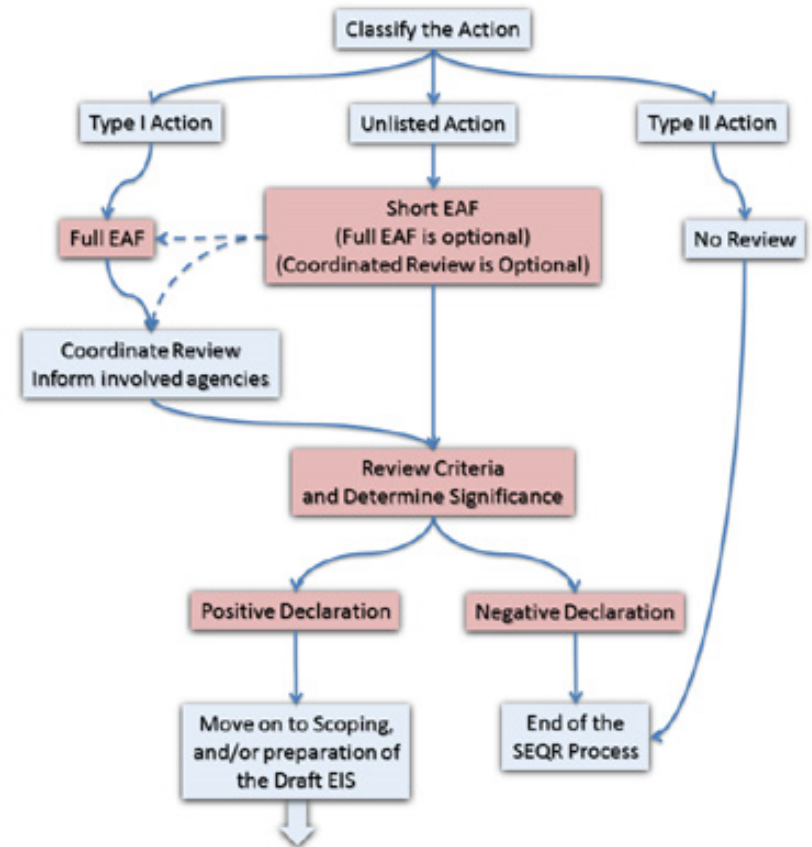 Classify the Action
Type I Action
Unlisted Action
Type II Action
Full EAF
Short EAF
(Full EAF is optional)
(Coordinated Review is Optional)
No Review
Coordinate Review
Inform involved agencies
Review Criteria
and Determine Significance
Positive Declaration
Negative Declaration
Move on to Scoping,
and/or preparation of
the Draft EIS
End of the
SEQR Process